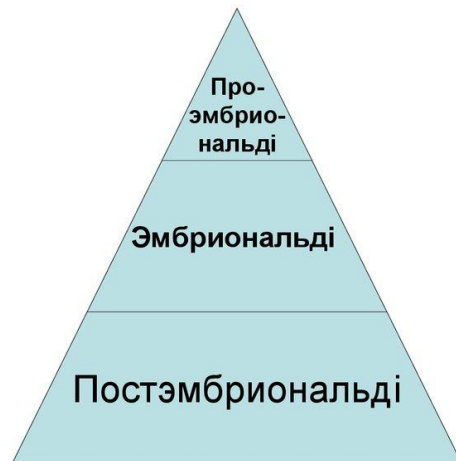 Про-
эмбрио-
нальді
Эмбриональді
Постэмбриональді